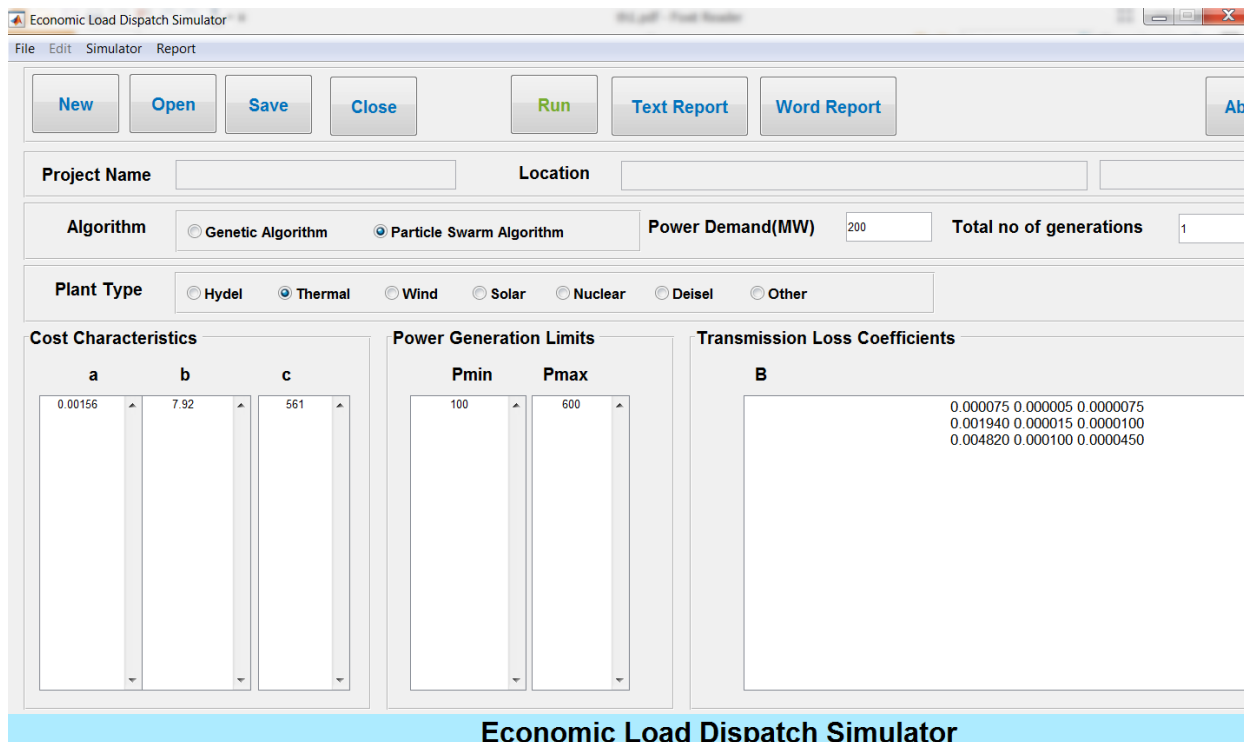 Economic Load Dispatch Simulator
File Edit Simulator Report
New Open Save Close Run Text Report Word Report Ab
Project Name Location
Algorithm Genetic Algorithm Particle Swarm Algorithm Power Demand(MW) 200 Total no of generations 1
Plant Type Hydel Thermal Wind Solar Nuclear Deisel Other
Cost Characteristics Power Generation Limits Transmission Loss Coefficients
a b c Pmin Pmax B
0.00156 7.92 561 100 600 0.000075 0.000005 0.0000075
0.001940 0.000015 0.0000100
0.004820 0.000100 0.0000450
Economic Load Dispatch Simulator